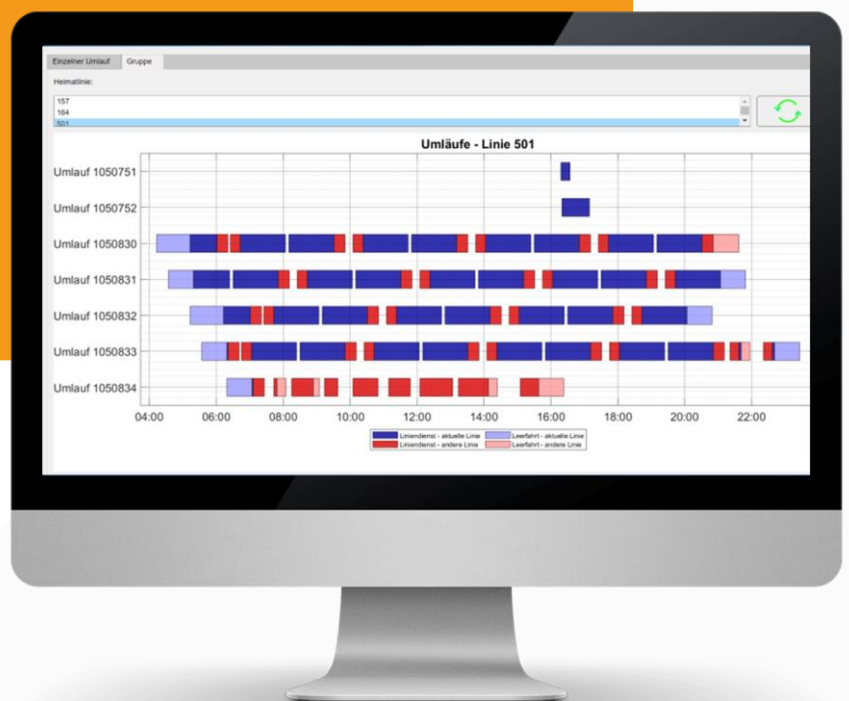 Einzelner Umlauf Gruppe
Heimatlinie:
157
164
501
Umläufe - Linie 501
Umlauf 1050751
Umlauf 1050752
Umlauf 1050830
Umlauf 1050831
Umlauf 1050832
Umlauf 1050833
Umlauf 1050834
04:00 06:00 08:00 10:00 12:00 14:00 16:00 18:00 20:00 22:00
Liniendienst - aktuelle Linie Leerfahrt - aktuelle Linie
Liniendienst - andere Linie Leerfahrt - andere Linie